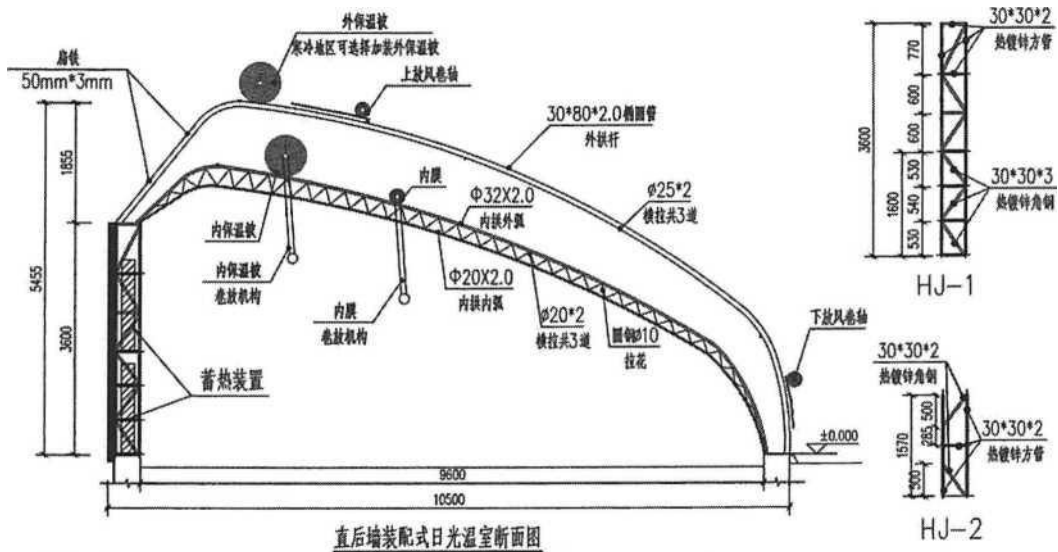 外保温被
寒冷地区可选择加装外保温被
扁铁
50mm*3mm
上放风卷轴
30*80*2.0椭圆管
外拱杆
内膜
Φ32X2.0
内拱外弧
ø25*2
横拉共3道
内保温被
内保温被
卷放机构
Φ20X2.0
内拱内弧
内膜
卷放机构
ø20*2
横拉共3道
圆钢ø10
拉花
下放风卷轴
蓄热装置
±0.000
1855
3600
5455
9600
10500
直后墙装配式日光温室断面图
30*30*2
热镀锌方管
770
600
600
530
540
530
3600
1600
30*30*3
热镀锌角钢
HJ-1
30*30*2
热镀锌角钢
500
285
500
1570
30*30*2
热镀锌方管
HJ-2